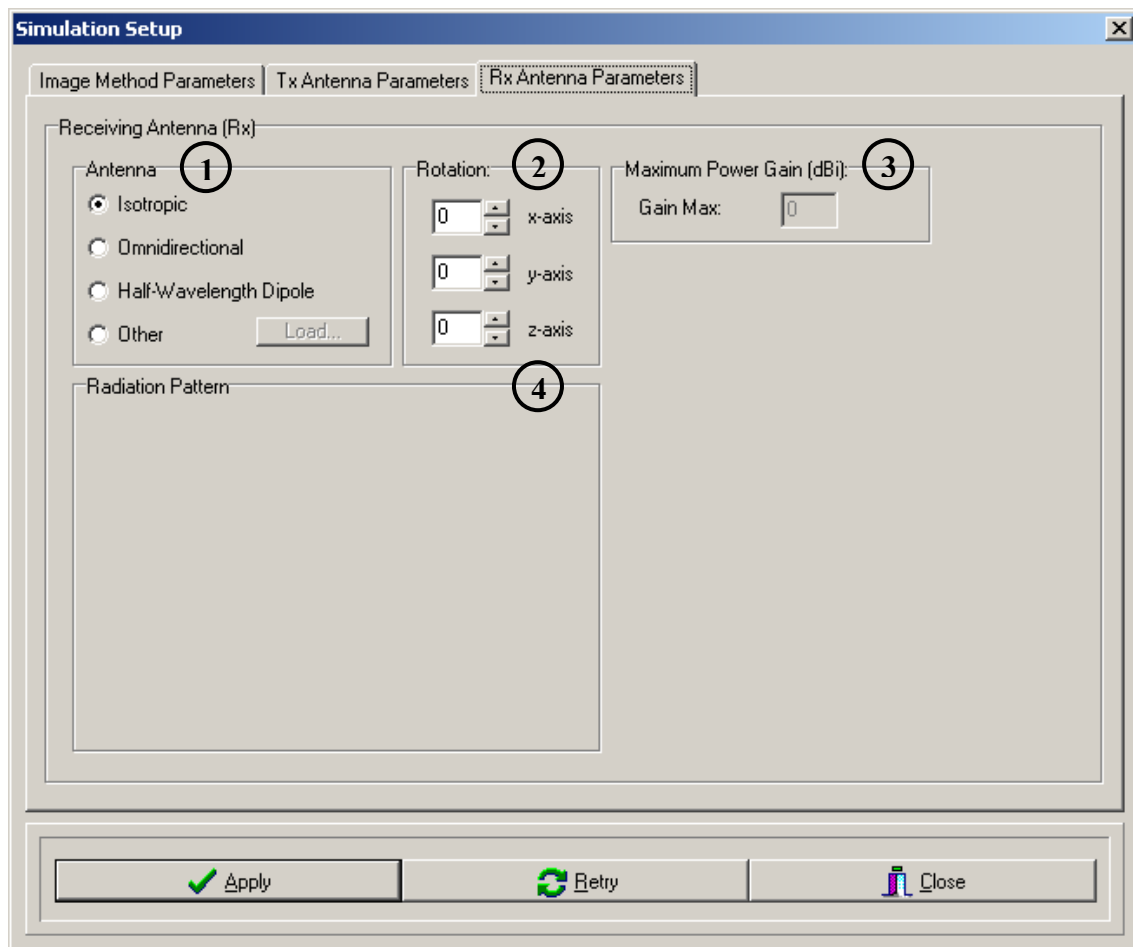 Simulation Setup
Image Method Parameters Tx Antenna Parameters Rx Antenna Parameters
Receiving Antenna (Rx)
Antenna 1 Rotation: 2 Maximum Power Gain (dBi): 3
Isotropic 0 x-axis Gain Max: 0
Omnidirectional
0 y-axis
Half-Wavelength Dipole
Other Load... 0 z-axis
Radiation Pattern 4
Apply Retry Close